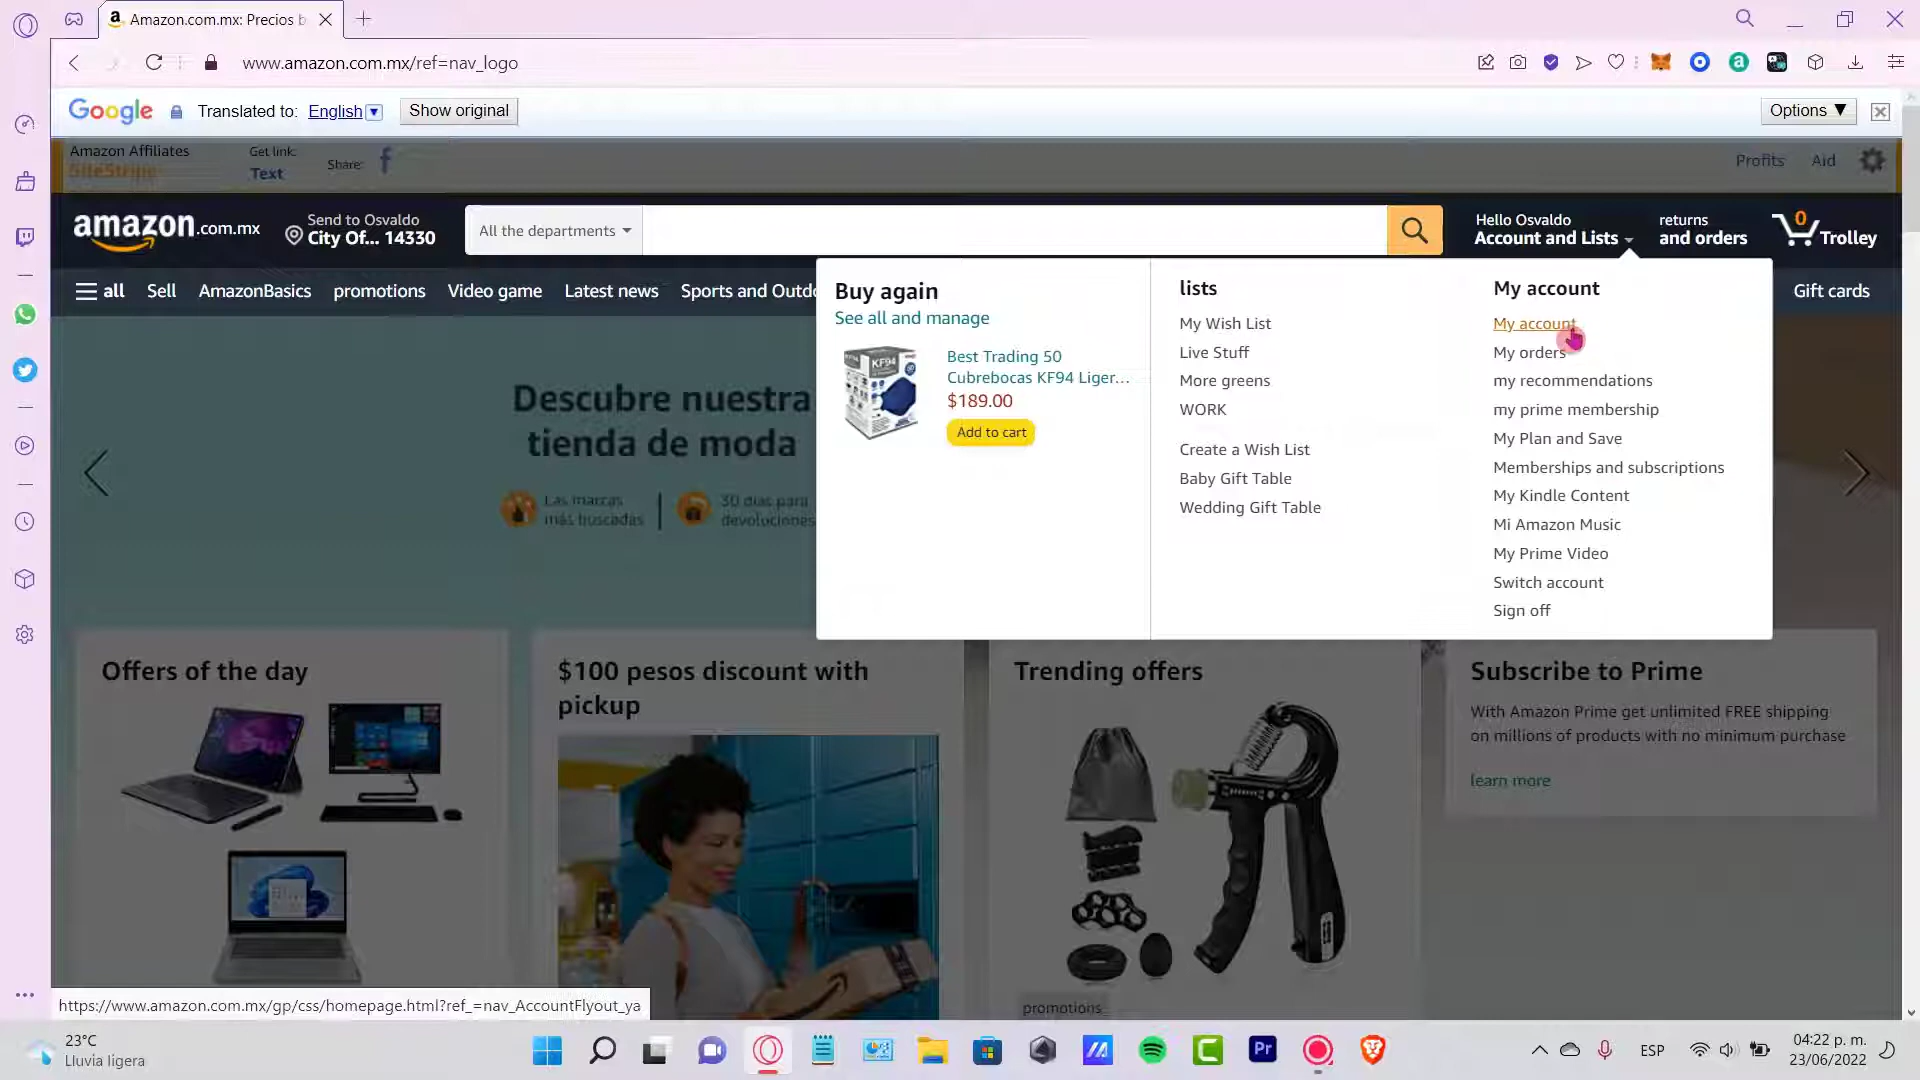 Amazon.com.mx: Precios b
www.amazon.com.mx/ref=nav_logo
Google
Translated to: English
Show original
Options ▼
Amazon Affiliates
SiteStripe
Get link:
Text
Share:
Profits
Aid
amazon.com.mx
Send to Osvaldo
City Of... 14330
All the departments
Hello Osvaldo
Account and Lists
returns
and orders
0
Trolley
all
Sell
AmazonBasics
promotions
Video game
Latest news
Sports and Outdo
Gift cards
Buy again
See all and manage
KF94
Best Trading 50
Cubrebocas KF94 Liger...
$189.00
Add to cart
lists
My Wish List
Live Stuff
More greens
WORK
Create a Wish List
Baby Gift Table
Wedding Gift Table
My account
My account
My orders
my recommendations
my prime membership
My Plan and Save
Memberships and subscriptions
My Kindle Content
Mi Amazon Music
My Prime Video
Switch account
Sign off
Descubre nuestra
tienda de moda
Las marcas
más buscadas
30 días para
devoluciones
Offers of the day
$100 pesos discount with
pickup
Trending offers
promotions
Subscribe to Prime
With Amazon Prime get unlimited FREE shipping
on millions of products with no minimum purchase
learn more
https://www.amazon.com.mx/gp/css/homepage.html?ref_=nav_AccountFlyout_ya
23°C
Lluvia ligera
Pr
ESP
04:22 p. m.
23/06/2022